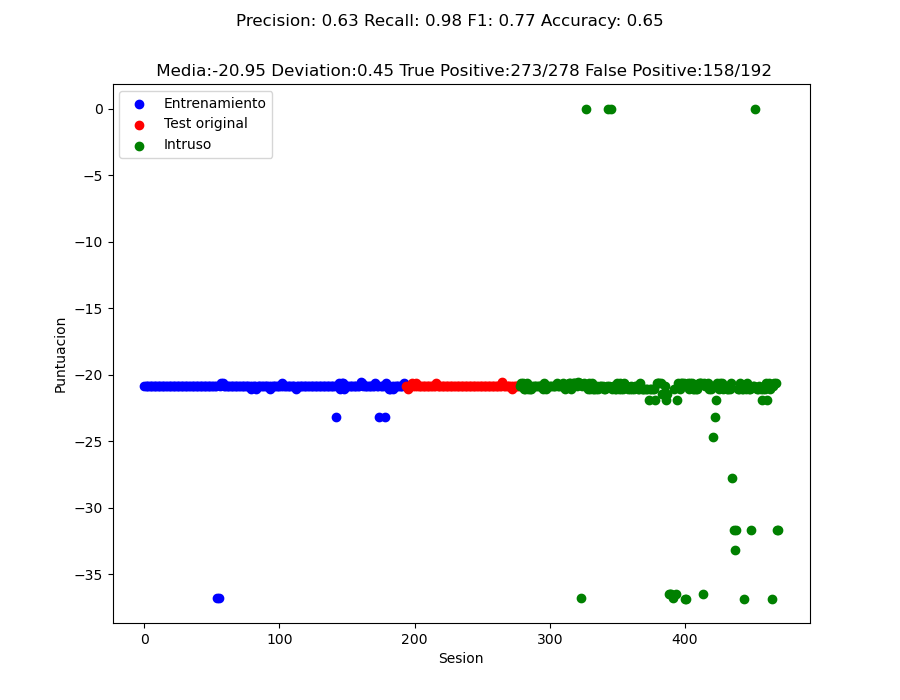 Precision: 0.63 Recall: 0.98 F1: 0.77 Accuracy: 0.65
Media:-20.95 Deviation:0.45 True Positive:273/278 False Positive:158/192
Entrenamiento
Test original
Intruso
0
−5
−10
−15
−20
−25
−30
−35
Puntuacion
0 100 200 300 400
Sesion